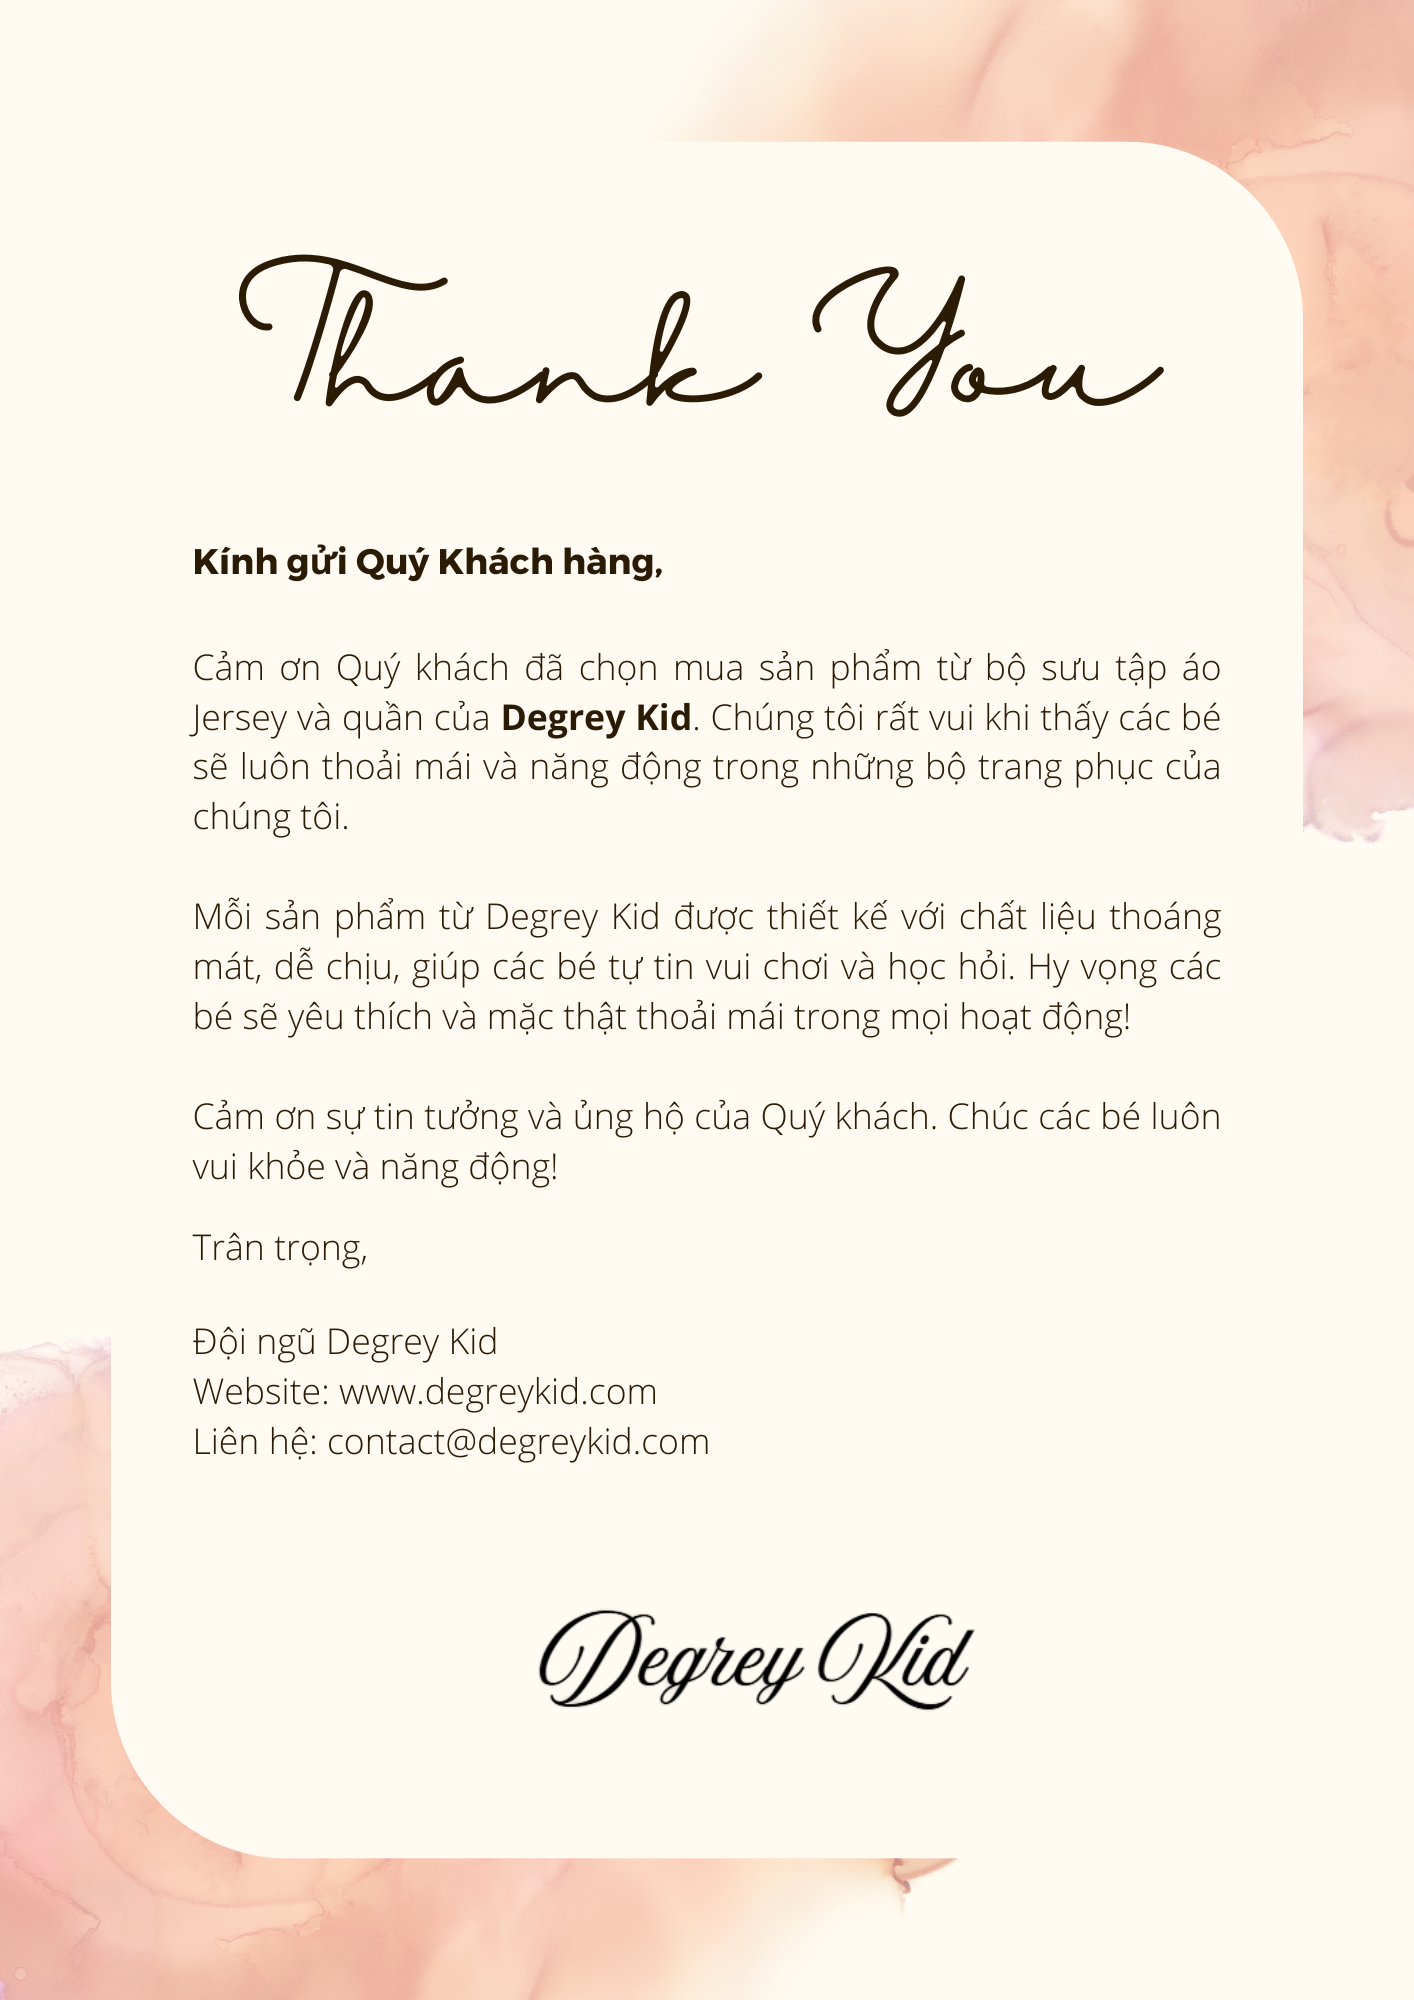 Thank You
Kính gửi Quý Khách hàng,
Cảm ơn Quý khách đã chọn mua sản phẩm từ bộ sưu tập áo
Jersey và quần của Degrey Kid. Chúng tôi rất vui khi thấy các bé
sẽ luôn thoải mái và năng động trong những bộ trang phục của
chúng tôi.
Mỗi sản phẩm từ Degrey Kid được thiết kế với chất liệu thoáng
mát, dễ chịu, giúp các bé tự tin vui chơi và học hỏi. Hy vọng các
bé sẽ yêu thích và mặc thật thoải mái trong mọi hoạt động!
Cảm ơn sự tin tưởng và ủng hộ của Quý khách. Chúc các bé luôn
vui khỏe và năng động!
Trân trọng,
Đội ngũ Degrey Kid
Website: www.degreykid.com
Liên hệ: contact@degreykid.com
Degrey Kid